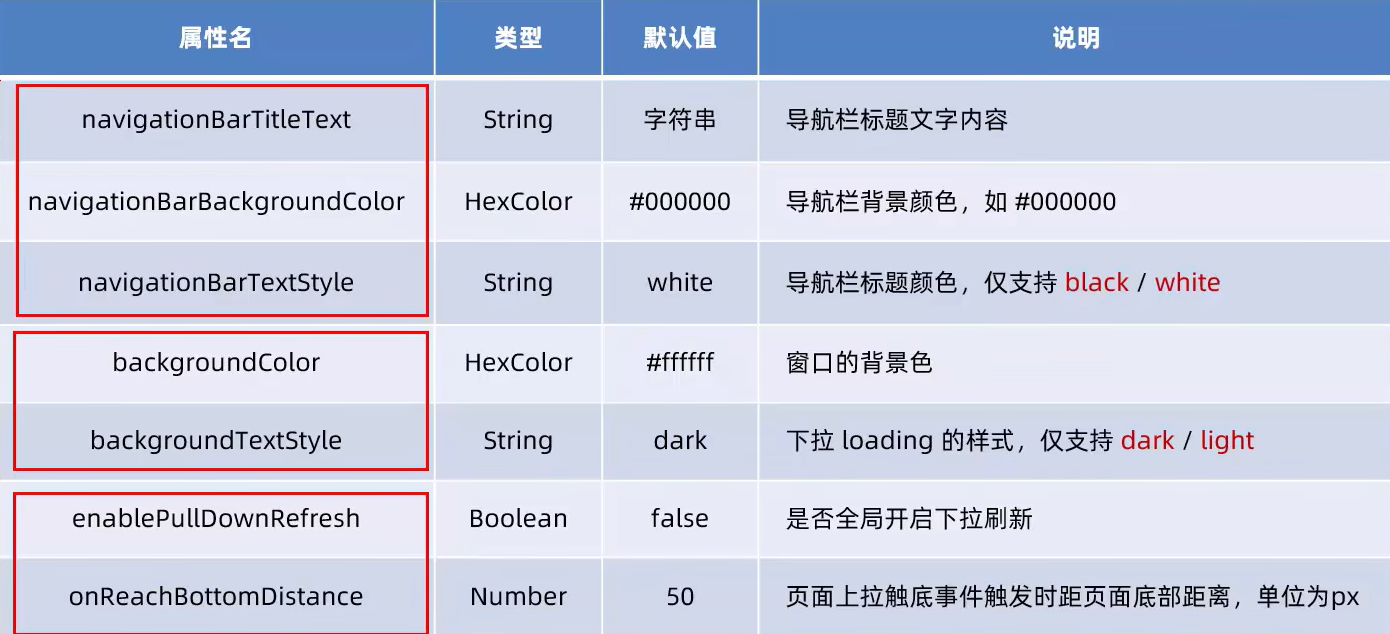 属性名 类型 默认值 说明
navigationBarTitleText String 字符串 导航栏标题文字内容
navigationBarBackgroundColor HexColor #000000 导航栏背景颜色，如 #000000
navigationBarTextStyle String white 导航栏标题颜色，仅支持 black / white
backgroundColor HexColor #ffffff 窗口的背景色
backgroundTextStyle String dark 下拉 loading 的样式，仅支持 dark / light
enablePullDownRefresh Boolean false 是否全局开启下拉刷新
onReachBottomDistance Number 50 页面上拉触底事件触发时距页面底部距离，单位为px